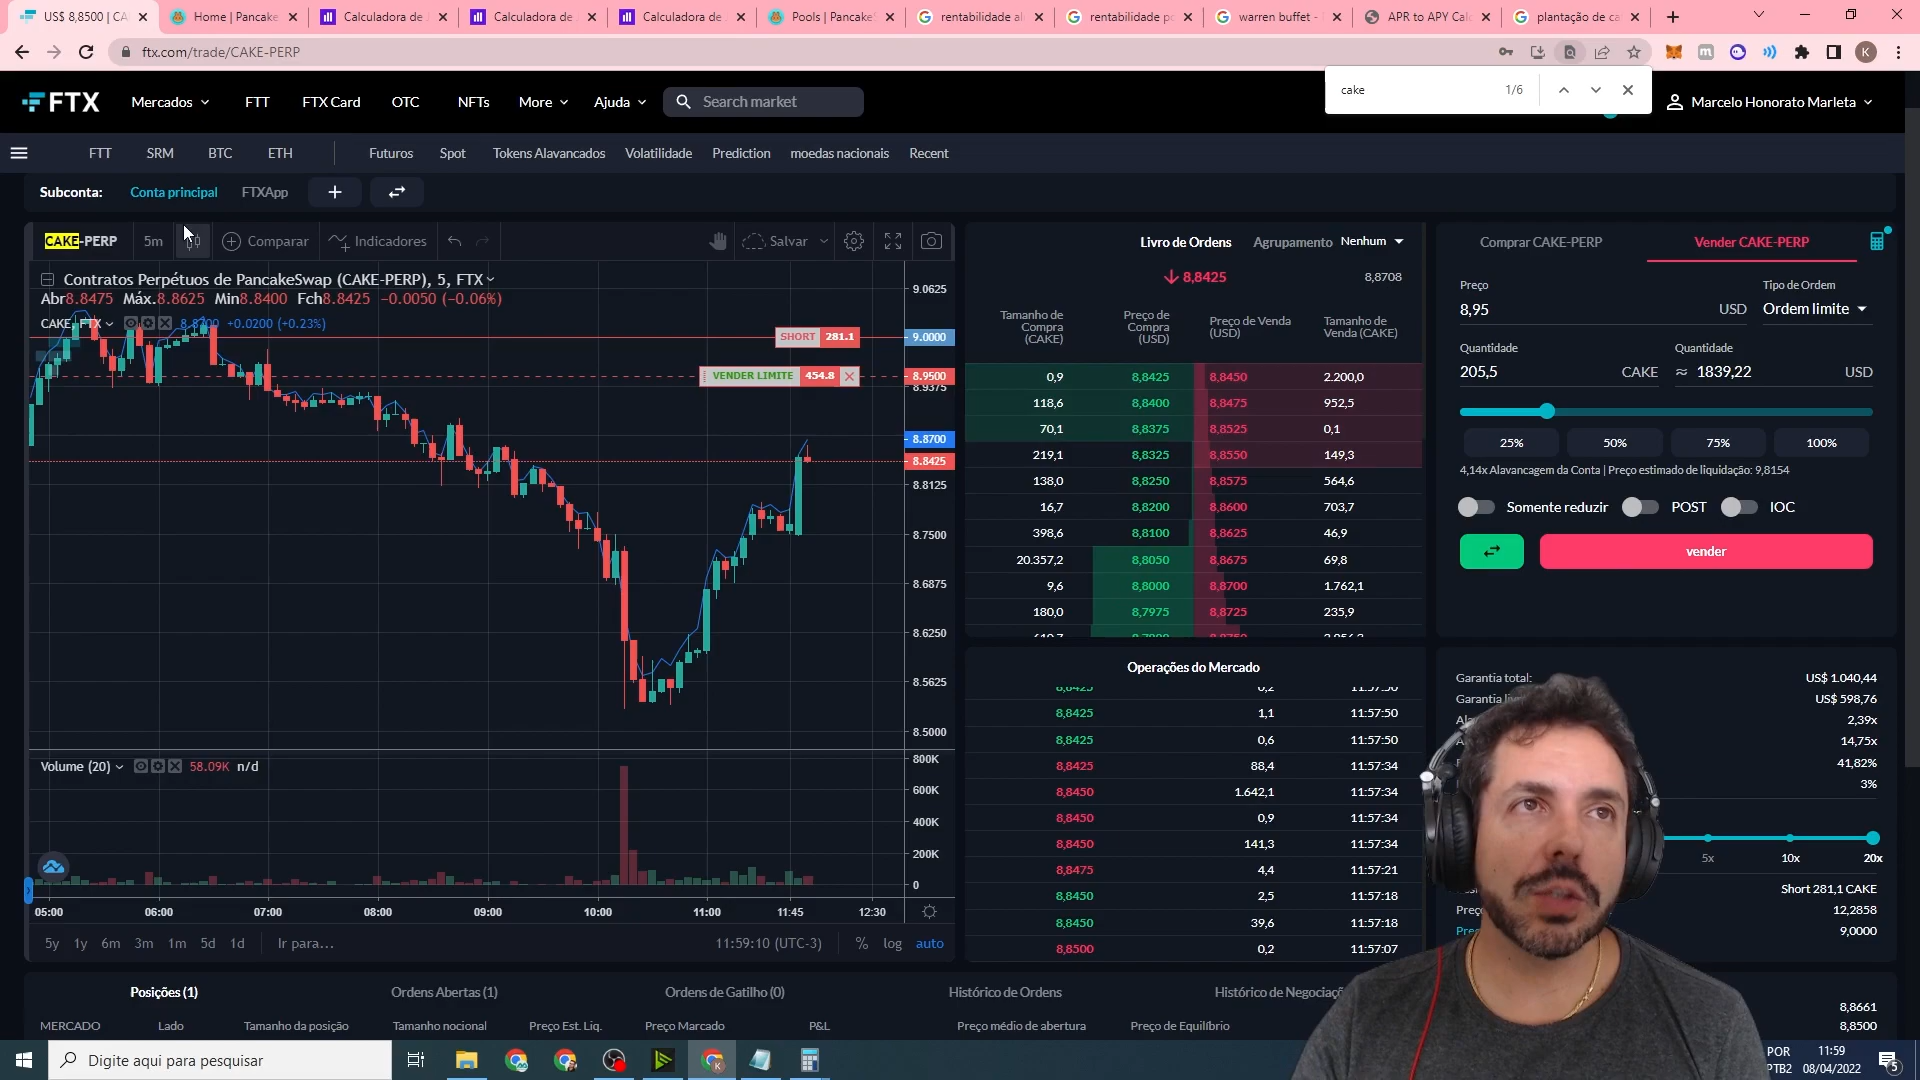 US$ 8,8500 | CA
Home | Pancake
Calculadora de
Calculadora de
Calculadora de
Pools | Pancake
rentabilidade al
rentabilidade po
warren buffet -
APR to APY Cal
plantação de ca
ftx.com/trade/CAKE-PERP
K
cake
1/6
FTX
Mercados
FTT
FTX Card
OTC
NFTs
More
Ajuda
Search market
Marcelo Honorato Marleta
FTT
SRM
BTC
ETH
Futuros
Spot
Tokens Alavancados
Volatilidade
Prediction
moedas nacionais
Recent
Subconta:
Conta principal
FTXApp
CAKE-PERP
5m
Comparar
Indicadores
Salvar
Contratos Perpétuos de PancakeSwap (CAKE-PERP), 5, FTX
Abr8.8475 Máx.8.8625 Min8.8400 Fch8.8425 −0.0050 (−0.06%)
CAKE, FTX
8.8700 +0.0200 (+0.23%)
SHORT 281.1
VENDER LIMITE 454.8
9.0625
9.0000
8.9500
8.9375
8.8700
8.8425
8.8125
8.7500
8.6875
8.6250
8.5625
8.5000
Volume (20)
58.09K n/d
800K
600K
400K
200K
0
05:00
06:00
07:00
08:00
09:00
10:00
11:00
11:45
12:30
5y 1y 6m 3m 1m 5d 1d
Ir para...
11:59:10 (UTC-3)
% log auto
Livro de Ordens
Agrupamento Nenhum
8,8425
8,8708
Tamanho de Compra (CAKE)
Preço de Compra (USD)
Preço de Venda (USD)
Tamanho de Venda (CAKE)
0,9 8,8425 8,8450 2.200,0
118,6 8,8400 8,8475 952,5
70,1 8,8375 8,8525 0,1
219,1 8,8325 8,8550 149,3
138,0 8,8250 8,8575 564,6
16,7 8,8200 8,8600 703,7
398,6 8,8100 8,8625 46,9
20.357,2 8,8050 8,8675 69,8
9,6 8,8000 8,8700 1.762,1
180,0 8,7975 8,8725 235,9
Operações do Mercado
8,8425 1,1 11:57:50
8,8425 0,6 11:57:50
8,8425 88,4 11:57:34
8,8450 1.642,1 11:57:34
8,8450 0,9 11:57:34
8,8450 141,3 11:57:34
8,8475 4,4 11:57:21
8,8450 2,5 11:57:18
8,8450 39,6 11:57:18
8,8500 0,2 11:57:07
Comprar CAKE-PERP
Vender CAKE-PERP
Preço
Tipo de Ordem
8,95 USD
Ordem limite
Quantidade
Quantidade
205,5 CAKE
≈ 1839,22 USD
25%
50%
75%
100%
4,14x Alavancagem da Conta | Preço estimado de liquidação: 9,8154
Somente reduzir
POST
IOC
vender
Garantia total: US$ 1.040,44
Garantia US$ 598,76
2,39x
14,75x
41,82%
3%
5x
10x
20x
Short 281,1 CAKE
12,2858
9,0000
8,8661
8,8500
Posições (1)
Ordens Abertas (1)
Ordens de Gatilho (0)
Histórico de Ordens
Histórico de Negociaçõ
MERCADO
Lado
Tamanho da posição
Tamanho nocional
Preço Est. Liq.
Preço Marcado
P&L
Preço médio de abertura
Preço de Equilíbrio
Digite aqui para pesquisar
K
POR
PTB2
11:59
08/04/2022
5